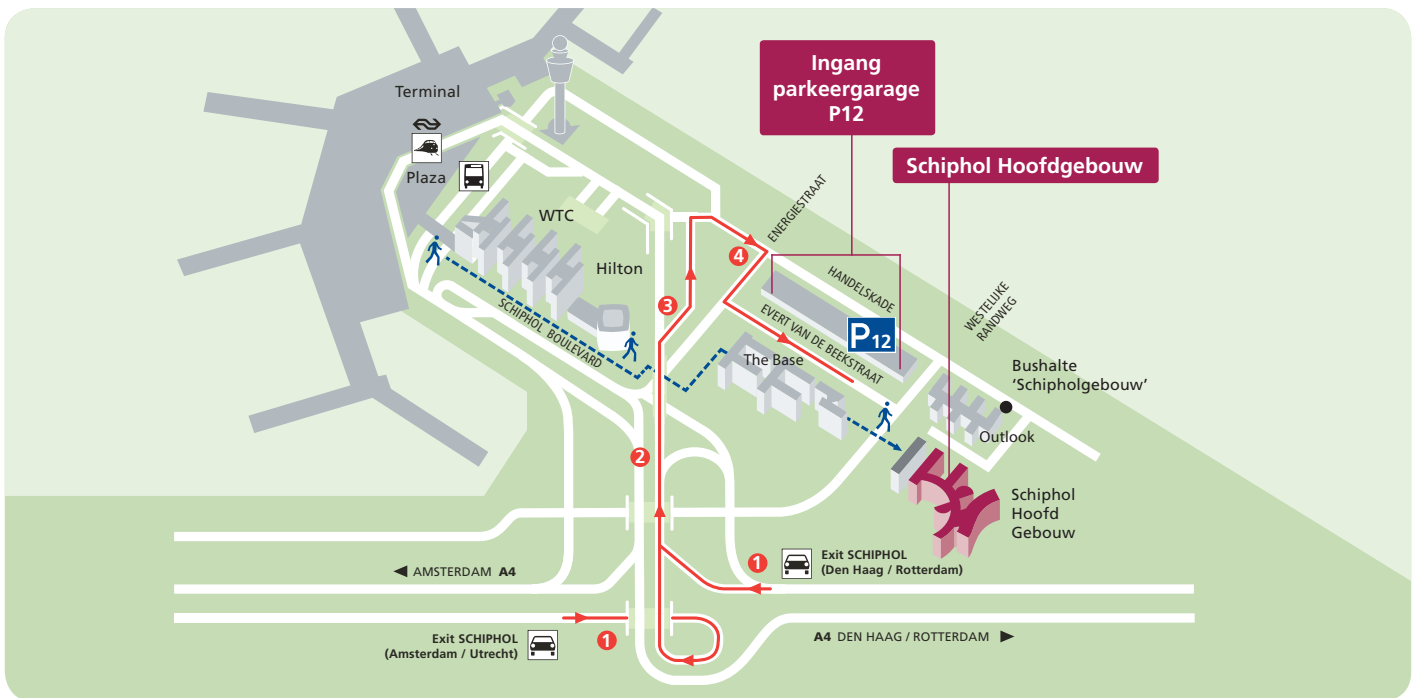 Ingang
parkeergarage
P12
Schiphol Hoofdgebouw
Terminal
Plaza
WTC
Hilton
SCHIPHOL BOULEVARD
ENERGIESTRAAT
HANDELSKADE
EVERT VAN DE BEEKSTRAAT
P12
The Base
WESTELIJKE
RANDWEG
Bushalte
'Schipholgebouw'
Outlook
Schiphol
Hoofd
Gebouw
4
3
2
1
Exit SCHIPHOL
(Den Haag / Rotterdam)
AMSTERDAM A4
Exit SCHIPHOL
(Amsterdam / Utrecht)
1
A4 DEN HAAG / ROTTERDAM